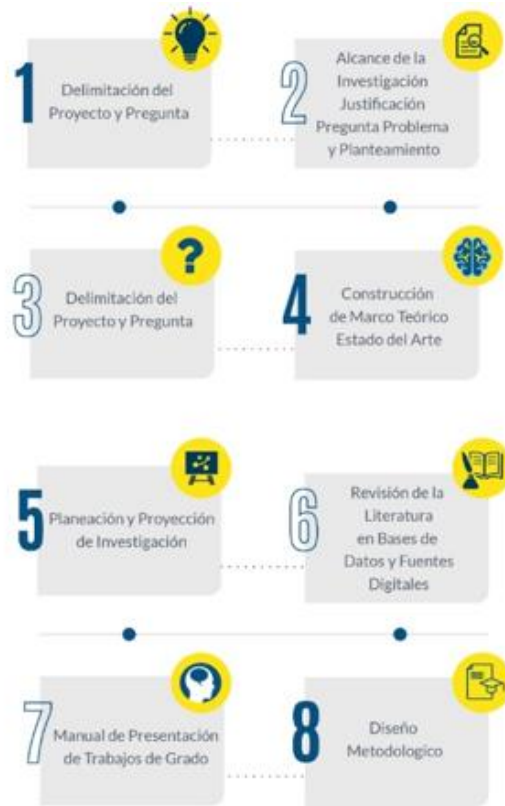 1
Delimitación del
Proyecto y Pregunta
2
Alcance de la
Investigación
Justificación
Pregunta Problema
y Planteamiento
3
Delimitación del
Proyecto y Pregunta
4
Construcción
de Marco Teórico
Estado del Arte
5
Planeación y Proyección
de Investigación
6
Revisión de la
Literatura
en Bases de
Datos y Fuentes
Digitales
7
Manual de Presentación
de Trabajos de Grado
8
Diseño
Metodologico